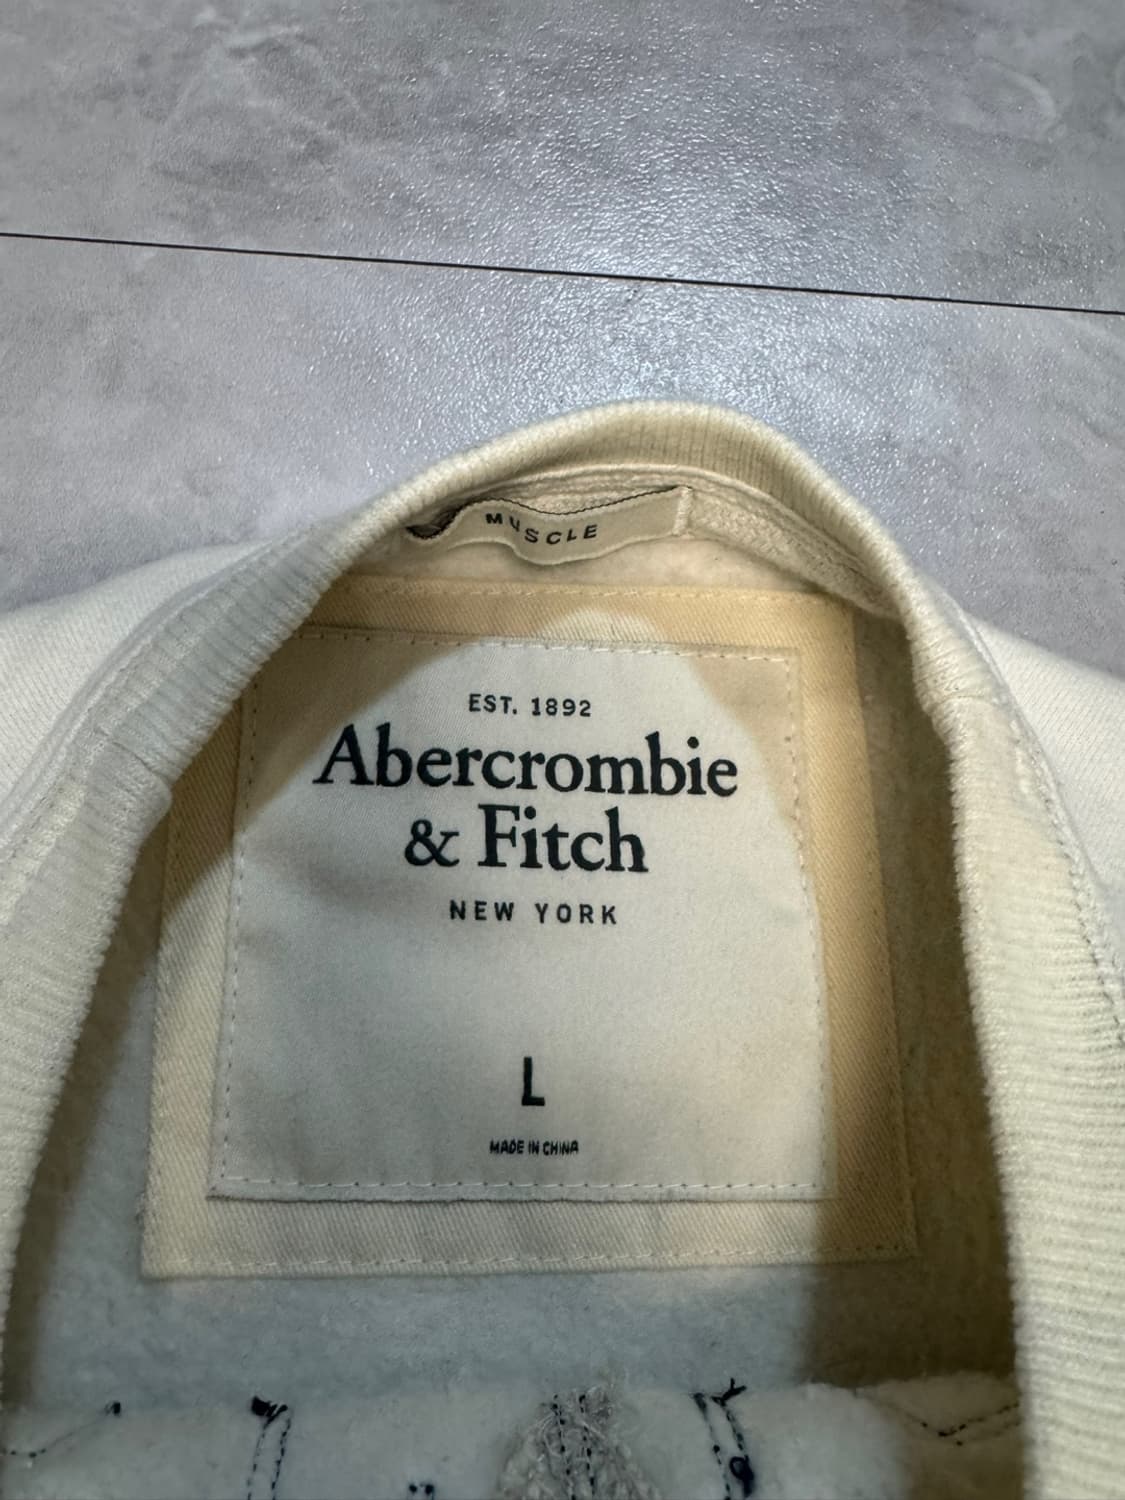 MUSCLE
EST. 1892
Abercrombie
& Fitch
NEW YORK
L
MADE IN CHINA